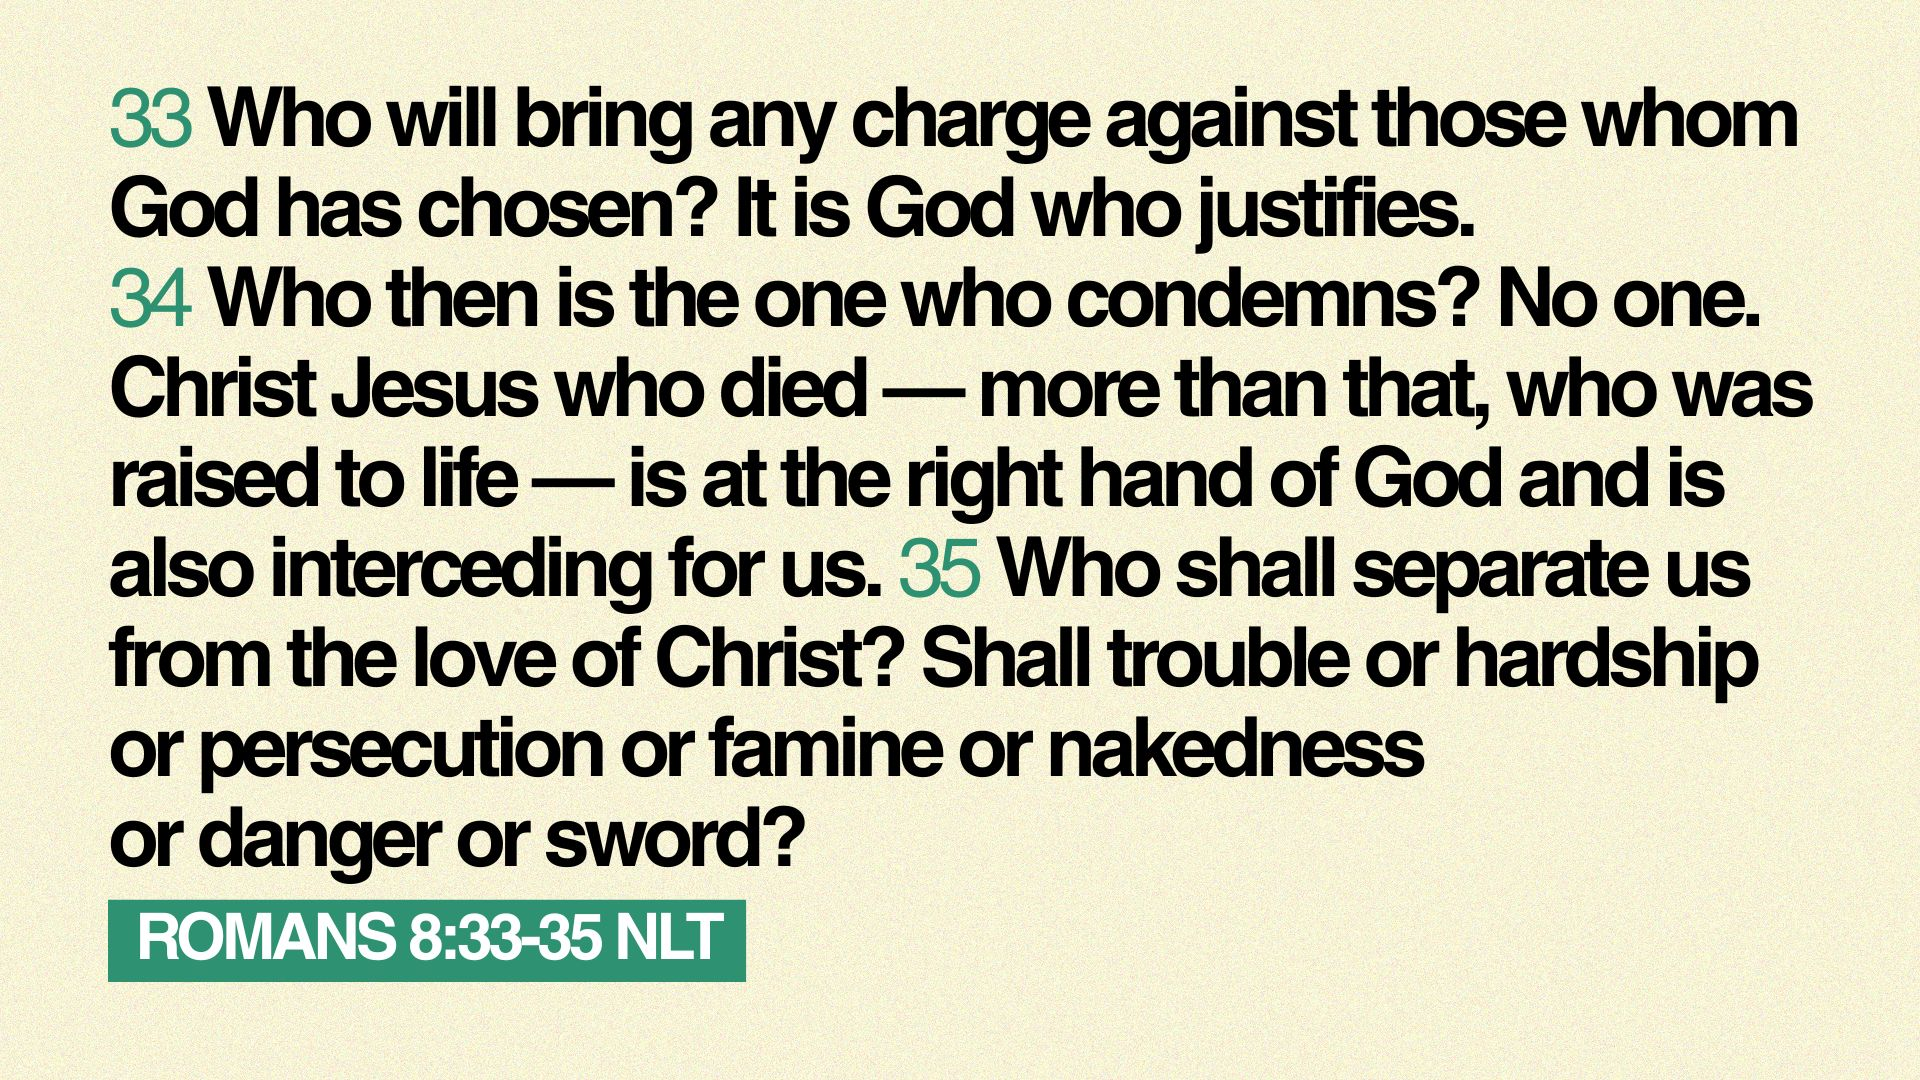 33 Who will bring any charge against those whom
God has chosen? It is God who justifies.
34 Who then is the one who condemns? No one.
Christ Jesus who died — more than that, who was
raised to life — is at the right hand of God and is
also interceding for us. 35 Who shall separate us
from the love of Christ? Shall trouble or hardship
or persecution or famine or nakedness
or danger or sword?
ROMANS 8:33-35 NLT